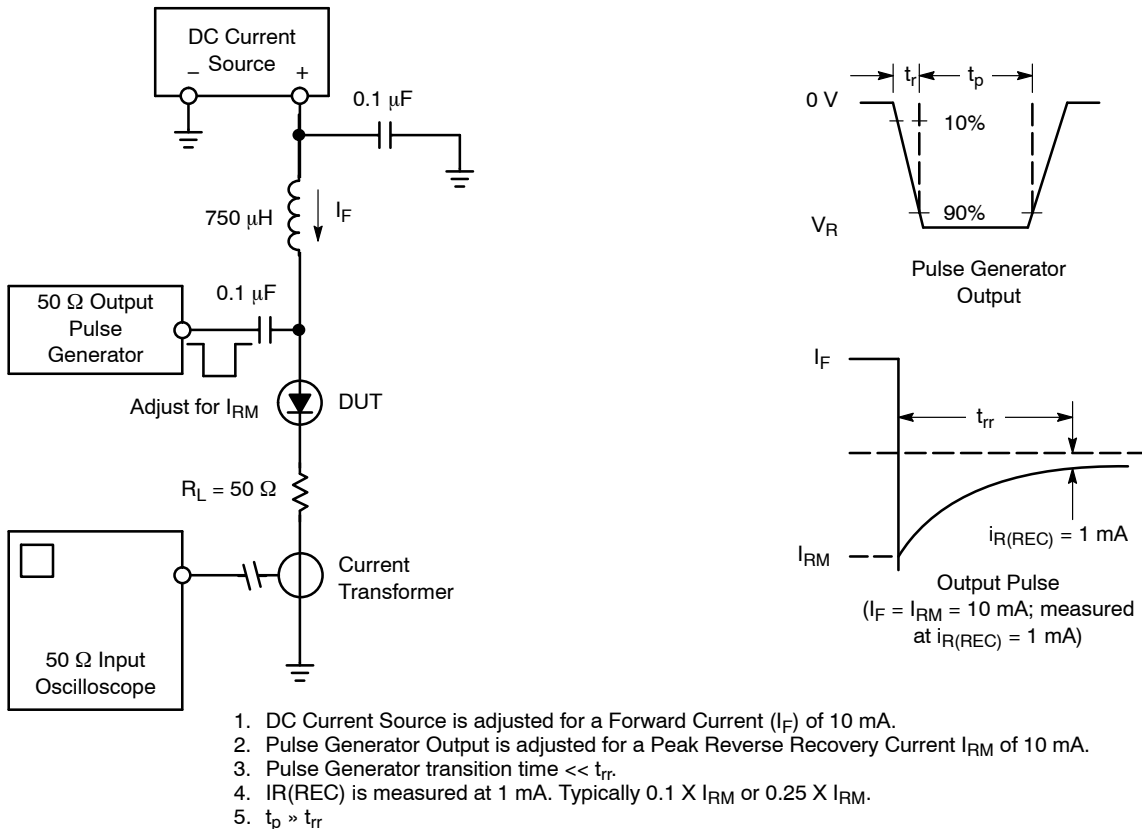 DC Current
Source
− +
0.1 μF
750 μH
I_F
50 Ω Output
Pulse
Generator
0.1 μF
Adjust for I_RM
DUT
R_L = 50 Ω
Current
Transformer
50 Ω Input
Oscilloscope
t_r t_p
0 V
10%
90%
V_R
Pulse Generator
Output
I_F
t_rr
i_R(REC) = 1 mA
I_RM
Output Pulse
(I_F = I_RM = 10 mA; measured
at i_R(REC) = 1 mA)
1. DC Current Source is adjusted for a Forward Current (I_F) of 10 mA.
2. Pulse Generator Output is adjusted for a Peak Reverse Recovery Current I_RM of 10 mA.
3. Pulse Generator transition time << t_rr.
4. IR(REC) is measured at 1 mA. Typically 0.1 X I_RM or 0.25 X I_RM.
5. t_p » t_rr